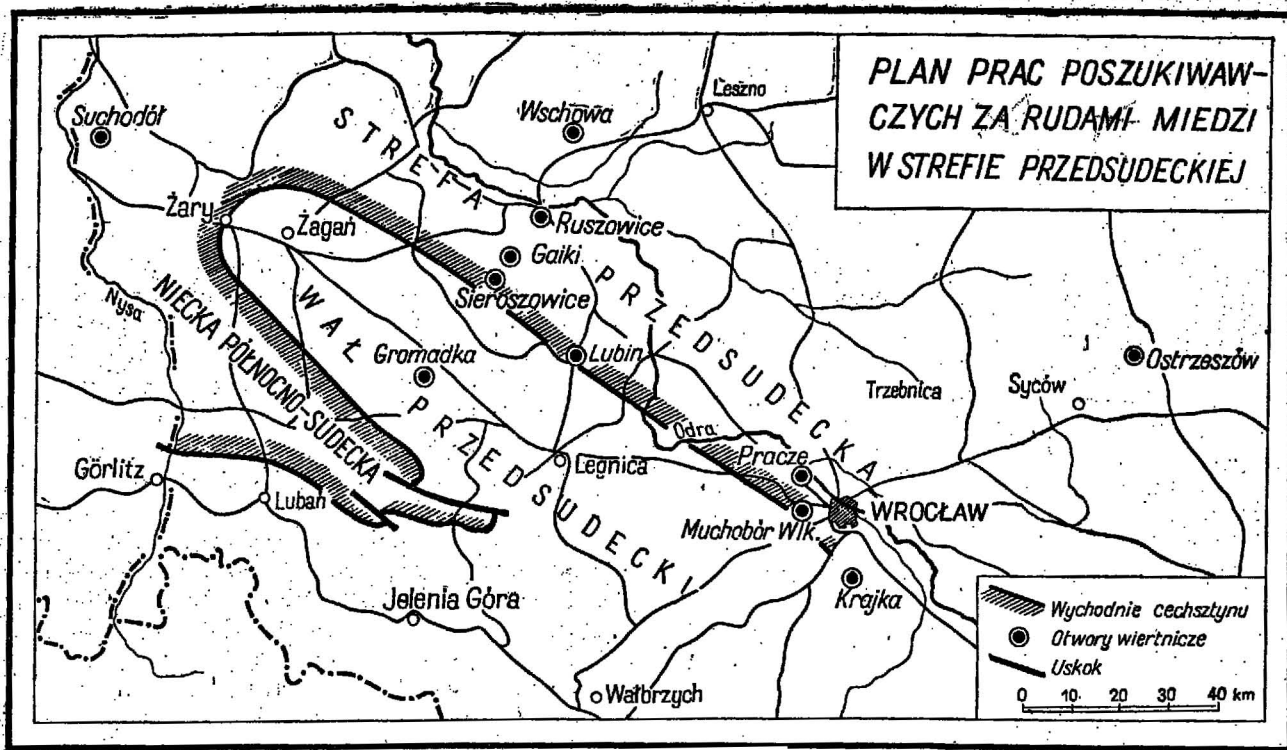 PLAN PRAC POSZUKIWAW-
CZYCH ZA RUDAMI MIEDZI
W STREFIE PRZEDSUDECKIEJ
Suchodół
Wschowa
Leszno
STREFA
PRZEDSUDECKA
Żary
Żagań
Ruszowice
Gaiki
Sieroszowice
Nysa
NIECKA PÓŁNOCNO-SUDECKA
WAŁ PRZEDSUDECKI
Gromadka
Lubin
Ostrzeszów
Trzebnica
Syców
Odra
Görlitz
Lubań
Legnica
Pracze
WROCŁAW
Muchobór Wlk.
Krajka
Jelenia Góra
Wałbrzych
Wychodnie cechsztynu
Otwory wiertnicze
Uskok
0 10 20 30 40 km